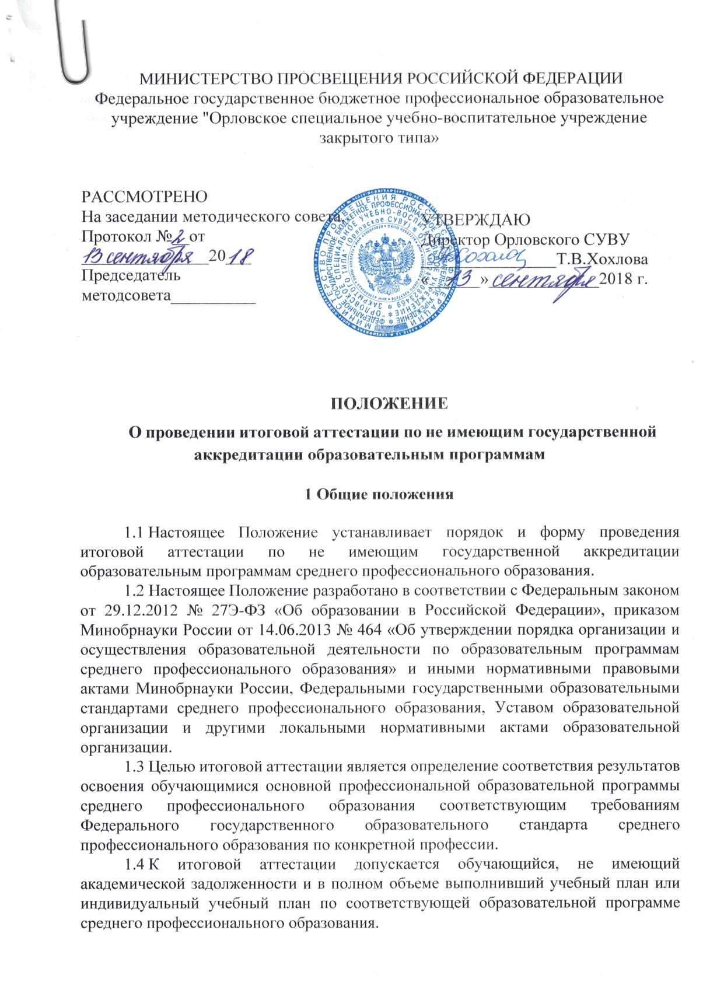 МИНИСТЕРСТВО ПРОСВЕЩЕНИЯ РОССИЙСКОЙ ФЕДЕРАЦИИ
Федеральное государственное бюджетное профессиональное образовательное
учреждение "Орловское специальное учебно-воспитательное учреждение
закрытого типа»
РАССМОТРЕНО
На заседании методического совета,
Протокол № 2 от
13 сентября 20 18
Председатель
методсовета__________
УТВЕРЖДАЮ
Директор Орловского СУВУ
Т.В.Хохлова
« 13 » сентября 2018 г.
ПОЛОЖЕНИЕ
О проведении итоговой аттестации по не имеющим государственной
аккредитации образовательным программам
1 Общие положения
1.1 Настоящее Положение устанавливает порядок и форму проведения
итоговой аттестации по не имеющим государственной аккредитации
образовательным программам среднего профессионального образования.
1.2 Настоящее Положение разработано в соответствии с Федеральным законом
от 29.12.2012 № 27Э-ФЗ «Об образовании в Российской Федерации», приказом
Минобрнауки России от 14.06.2013 № 464 «Об утверждении порядка организации и
осуществления образовательной деятельности по образовательным программам
среднего профессионального образования» и иными нормативными правовыми
актами Минобрнауки России, Федеральными государственными образовательными
стандартами среднего профессионального образования, Уставом образовательной
организации и другими локальными нормативными актами образовательной
организации.
1.3 Целью итоговой аттестации является определение соответствия результатов
освоения обучающимися основной профессиональной образовательной программы
среднего профессионального образования соответствующим требованиям
Федерального государственного образовательного стандарта среднего
профессионального образования по конкретной профессии.
1.4 К итоговой аттестации допускается обучающийся, не имеющий
академической задолженности и в полном объеме выполнивший учебный план или
индивидуальный учебный план по соответствующей образовательной программе
среднего профессионального образования.